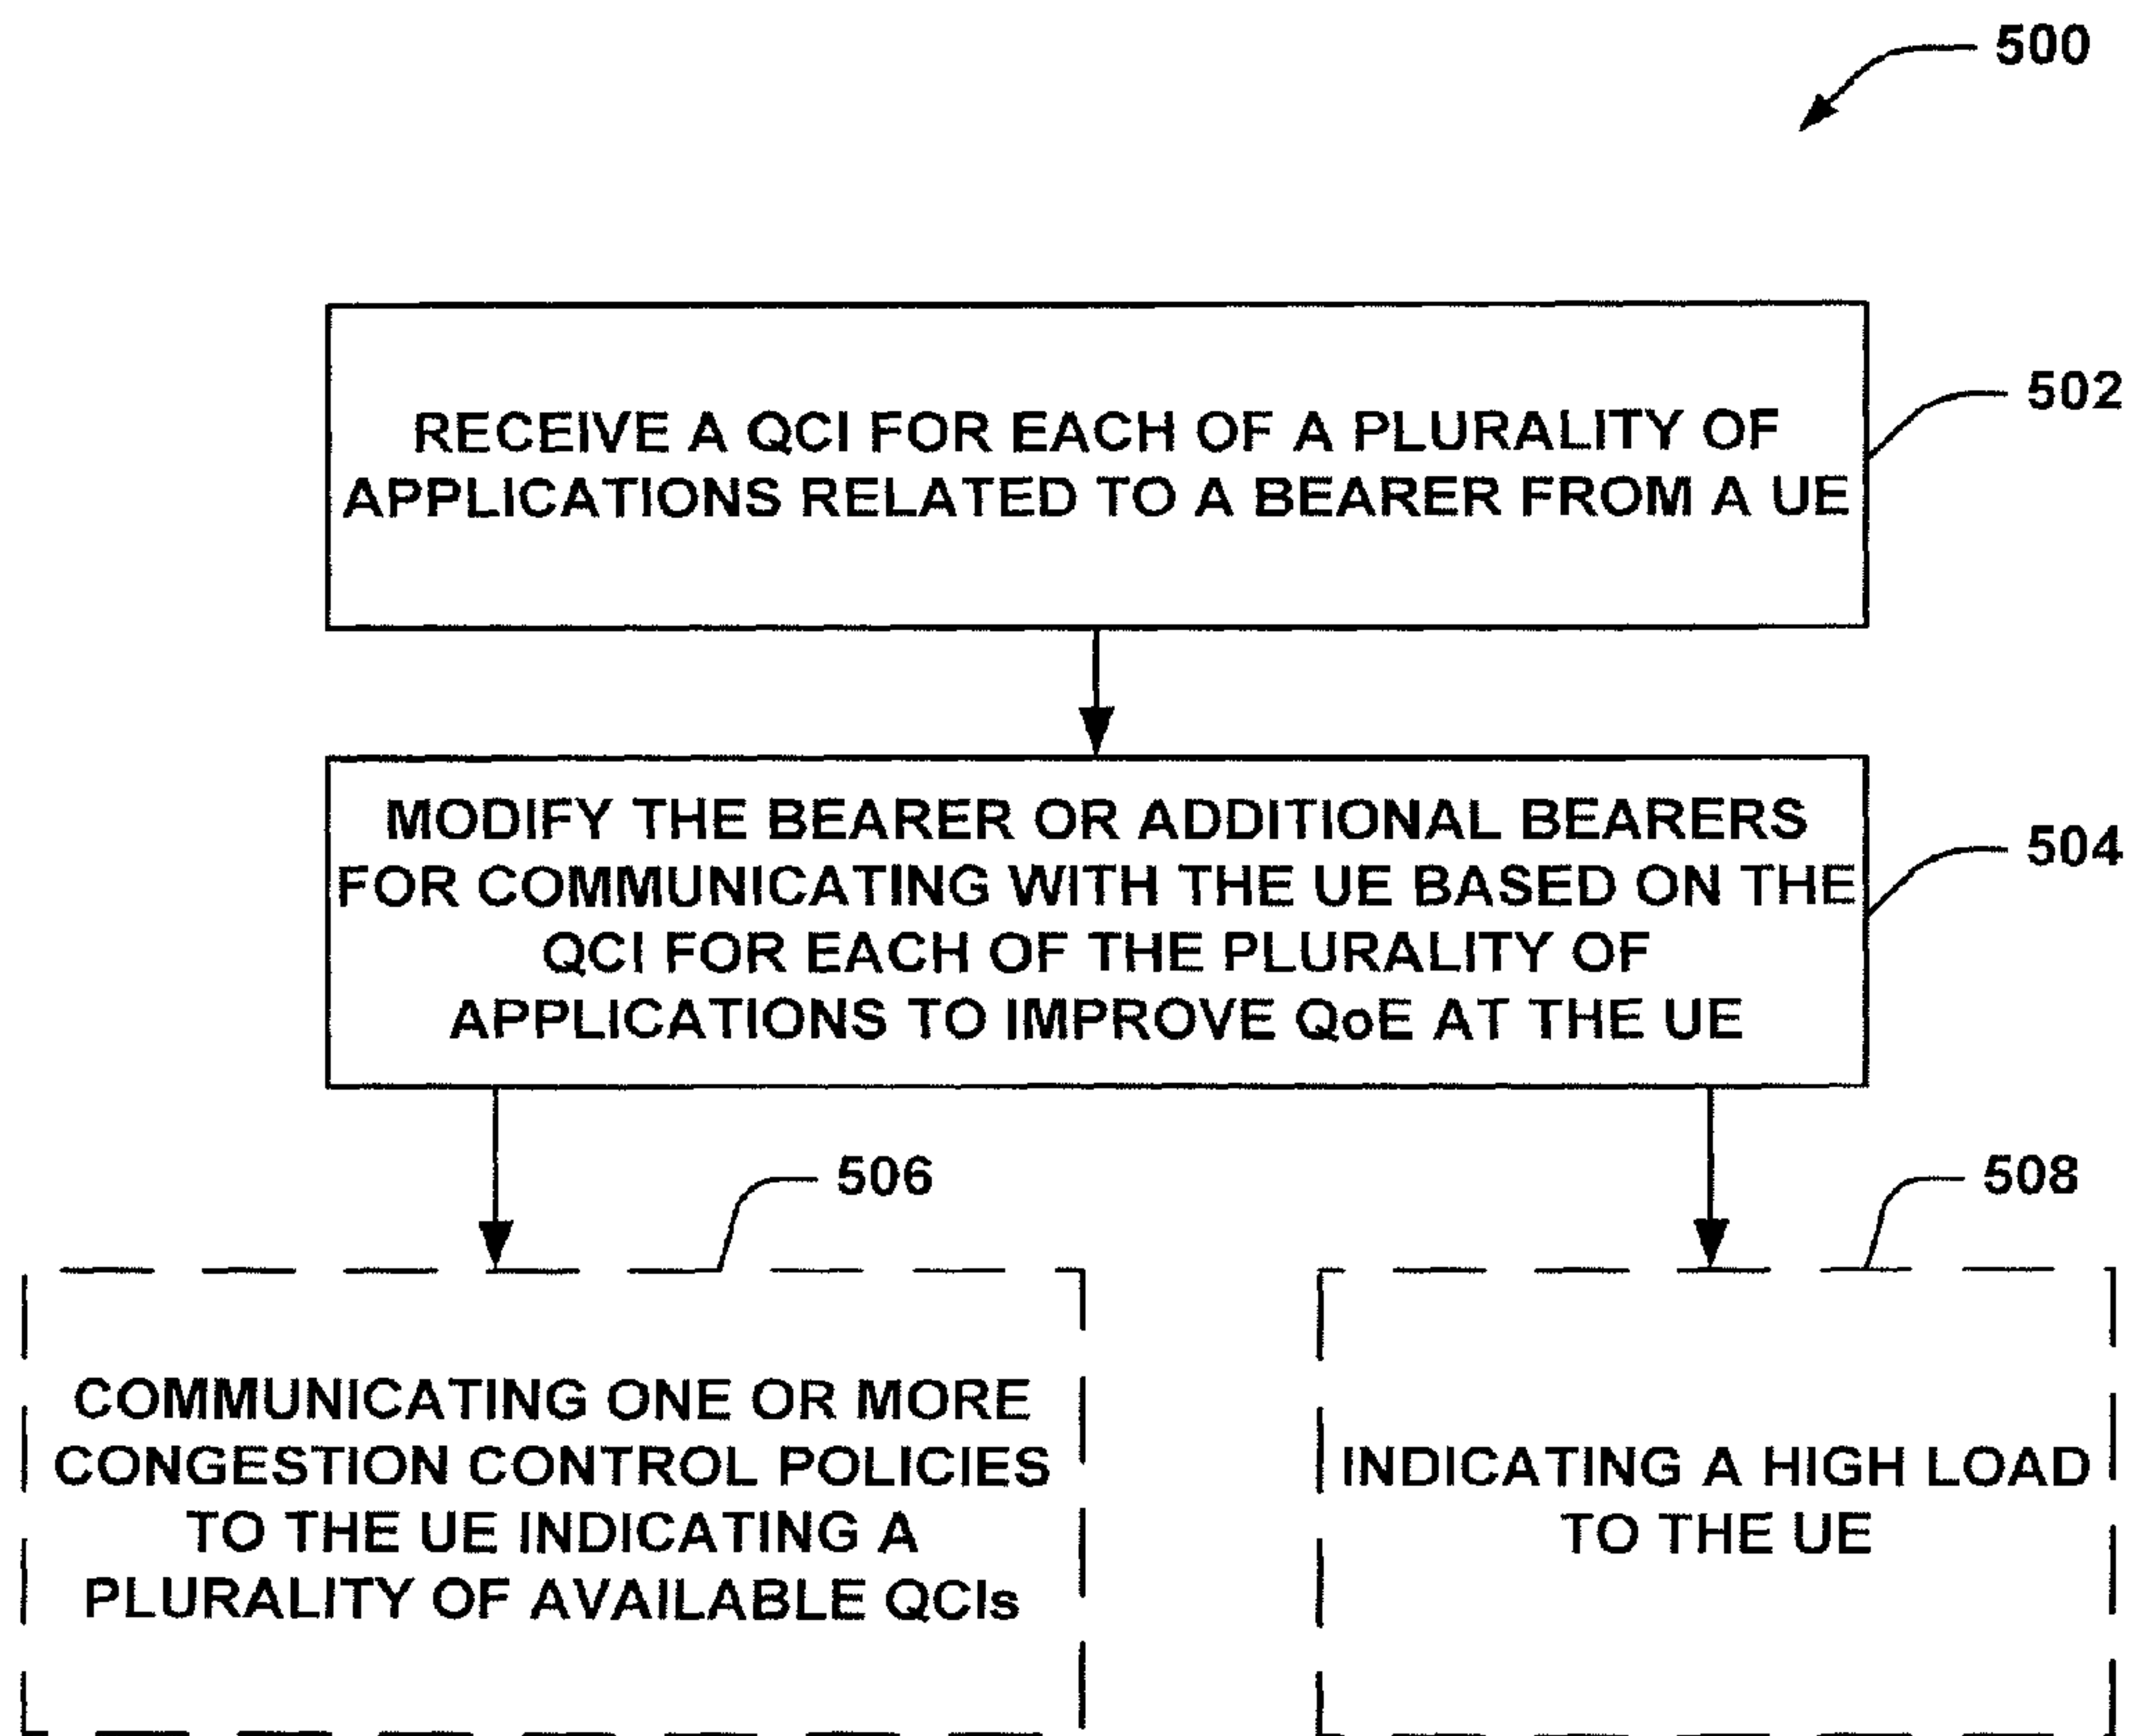 500
RECEIVE A QCI FOR EACH OF A PLURALITY OF
APPLICATIONS RELATED TO A BEARER FROM A UE
502
MODIFY THE BEARER OR ADDITIONAL BEARERS
FOR COMMUNICATING WITH THE UE BASED ON THE
QCI FOR EACH OF THE PLURALITY OF
APPLICATIONS TO IMPROVE QoE AT THE UE
504
506
COMMUNICATING ONE OR MORE
CONGESTION CONTROL POLICIES
TO THE UE INDICATING A
PLURALITY OF AVAILABLE QCIs
508
INDICATING A HIGH LOAD
TO THE UE